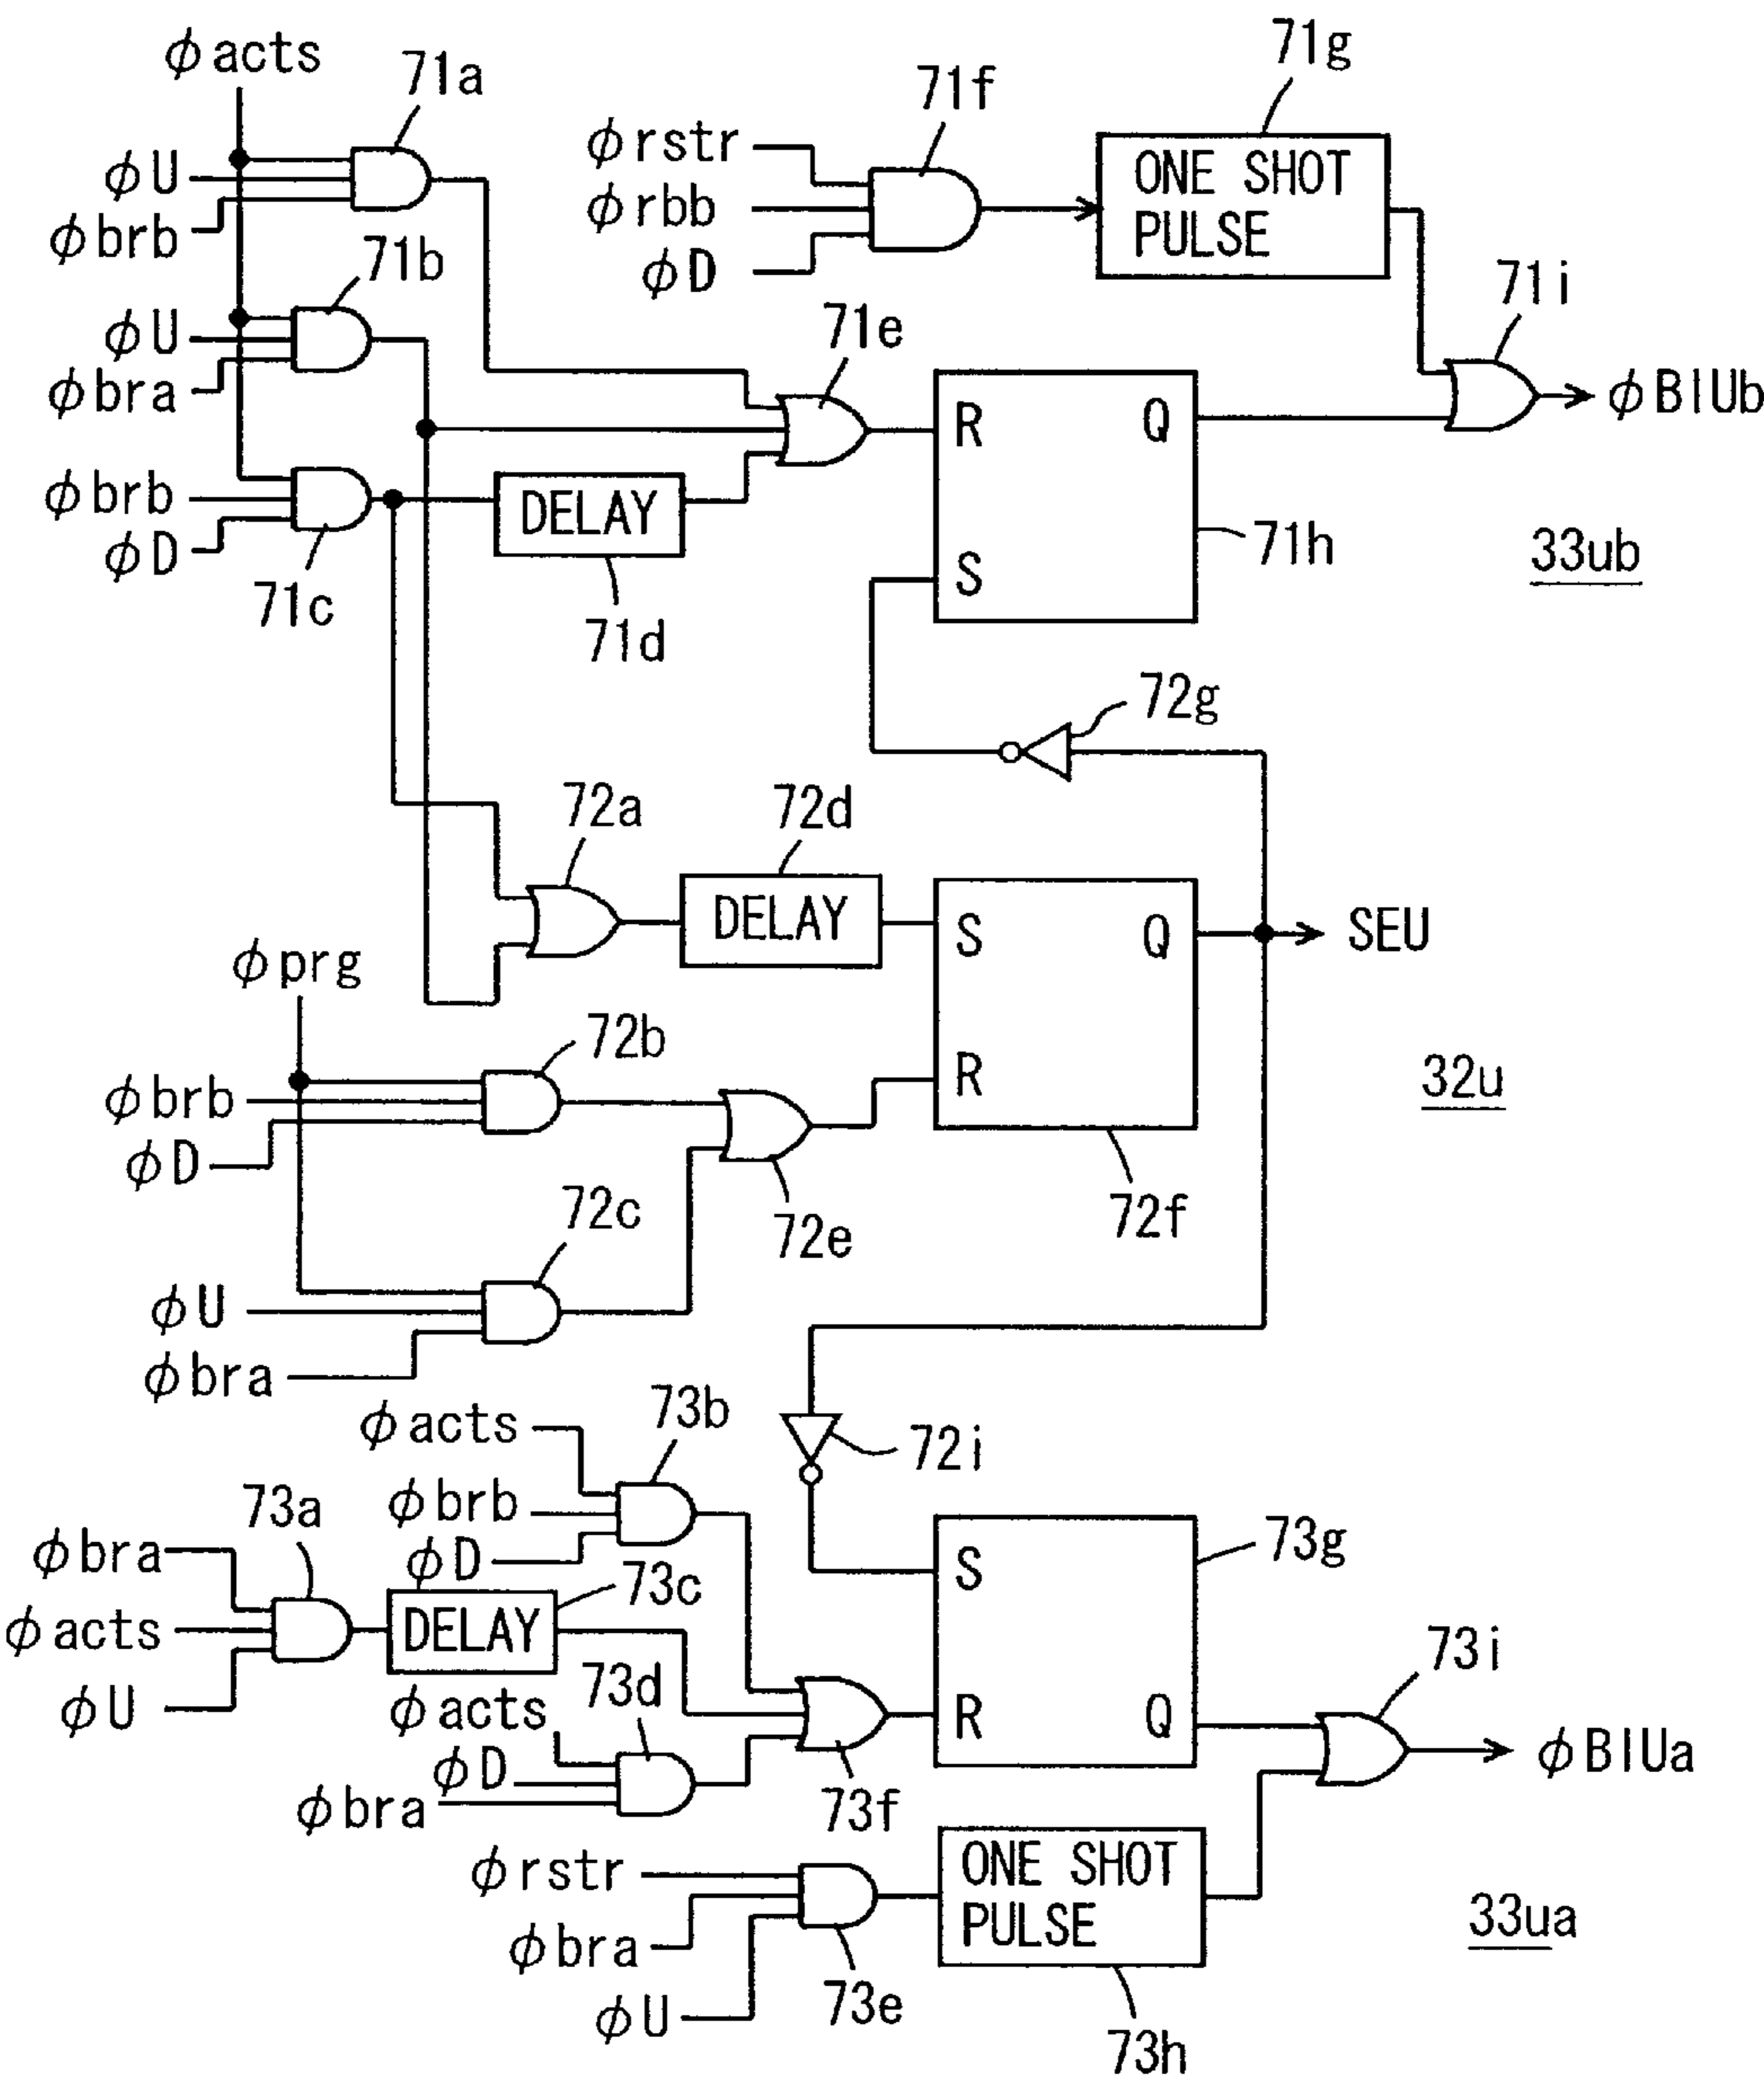 ϕacts
71a
71g
71f
ϕrstr
ONE SHOT
PULSE
ϕU
ϕrbb
ϕbrb
71b
ϕD
71i
ϕU
71e
ϕbra
ϕBIUb
R
Q
ϕbrb
DELAY
ϕD
71h
33ub
71c
S
71d
72g
72a
72d
DELAY
S
Q
SEU
ϕprg
72b
ϕbrb
R
32u
ϕD
72c
72e
72f
ϕU
ϕbra
73b
ϕacts
72i
73a
ϕbrb
ϕbra
ϕD
73c
S
73g
ϕacts
DELAY
73i
ϕU
73d
ϕacts
R
Q
ϕD
ϕBIUa
ϕbra
73f
ϕrstr
ONE SHOT
PULSE
33ua
ϕbra
73e
ϕU
73h